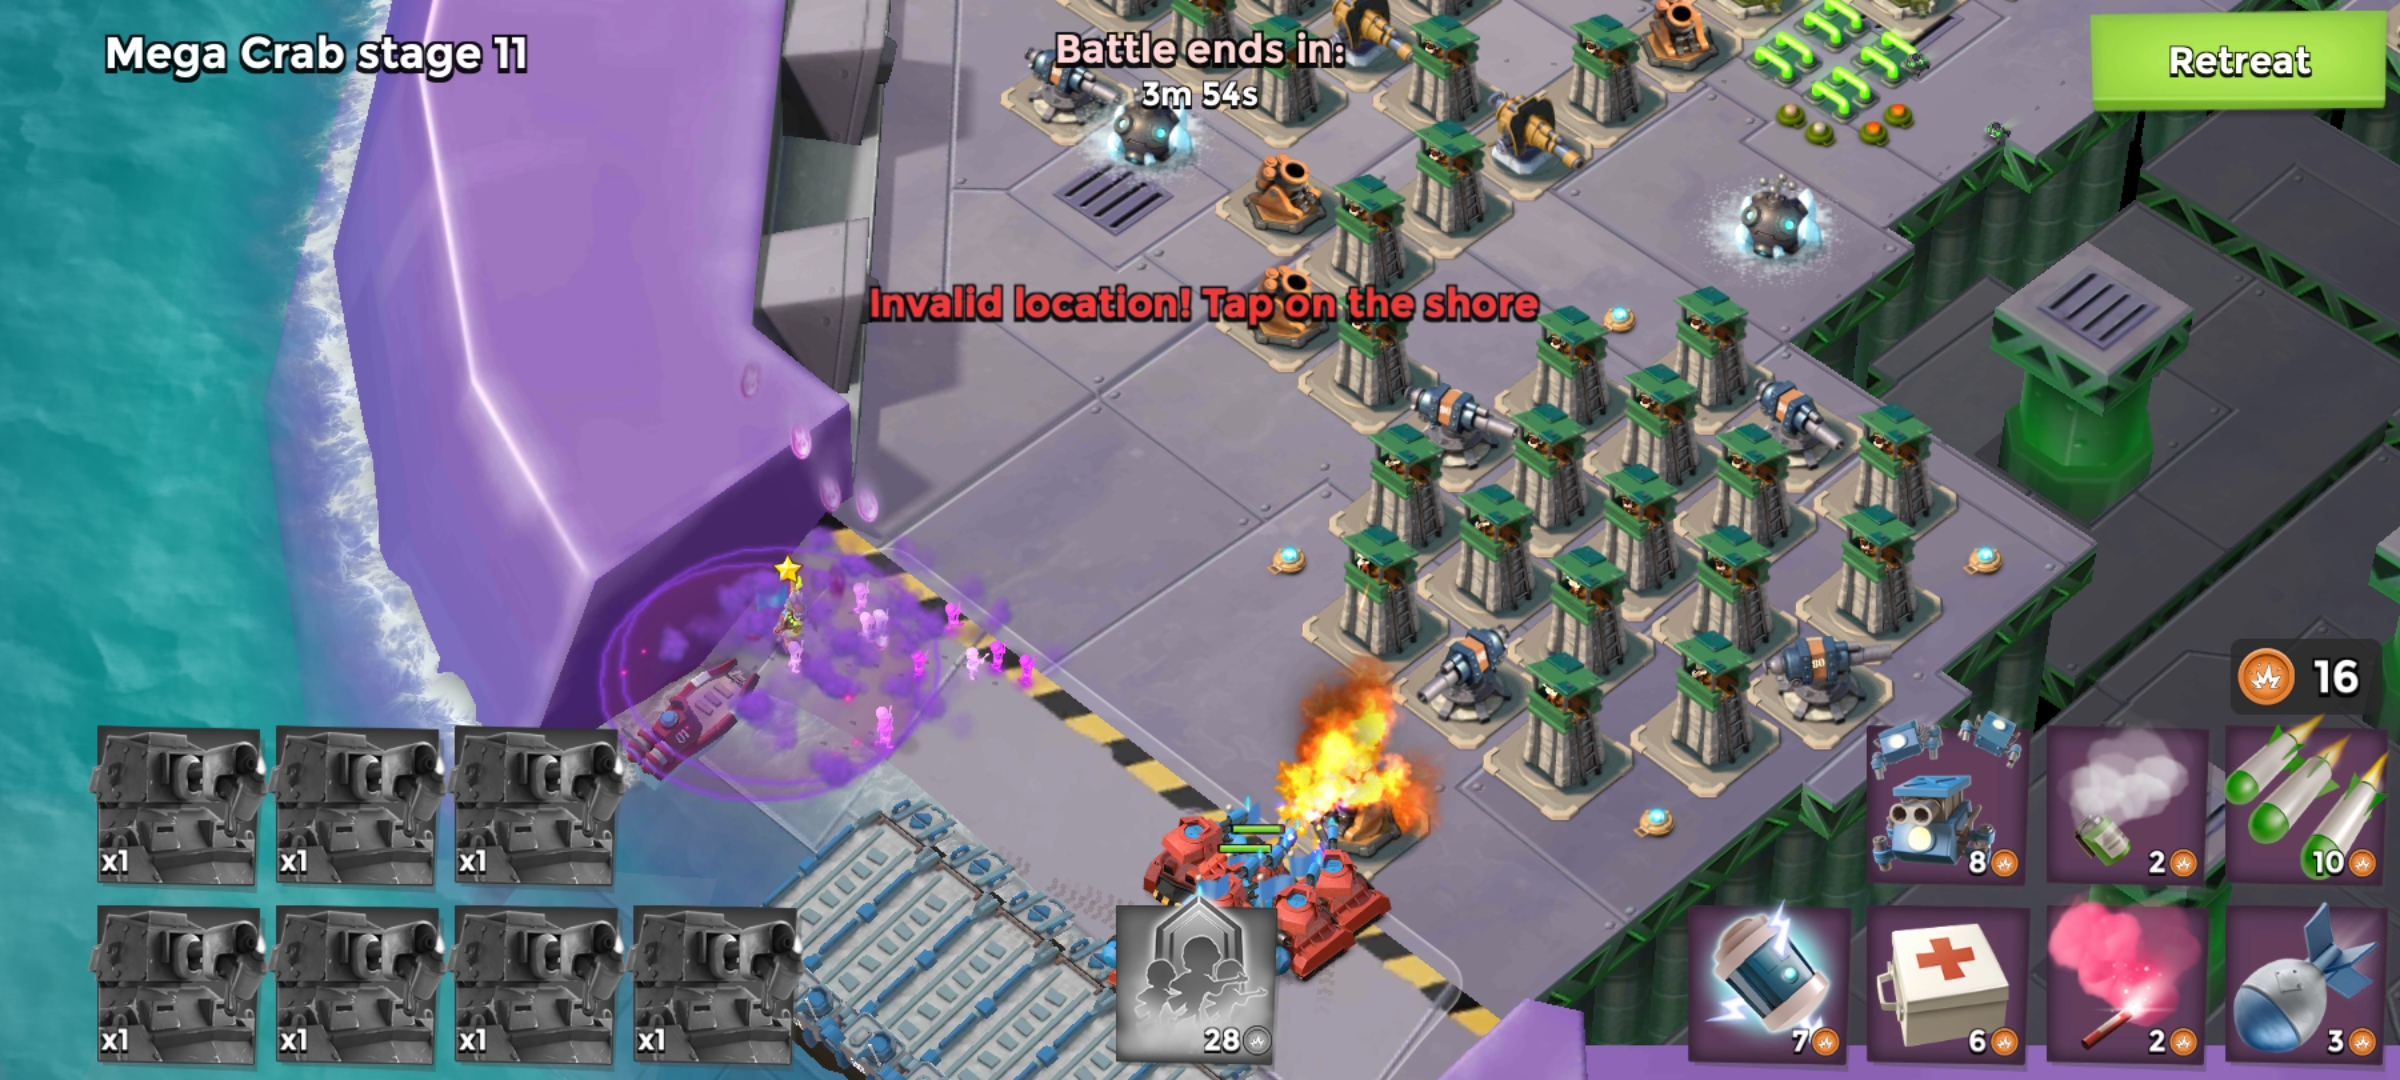 Mega Crab stage 11
Battle ends in:
3m 54s
Retreat
Invalid location! Tap on the shore
16
x1
x1
x1
8
2
10
x1
x1
x1
x1
28
7
6
2
3